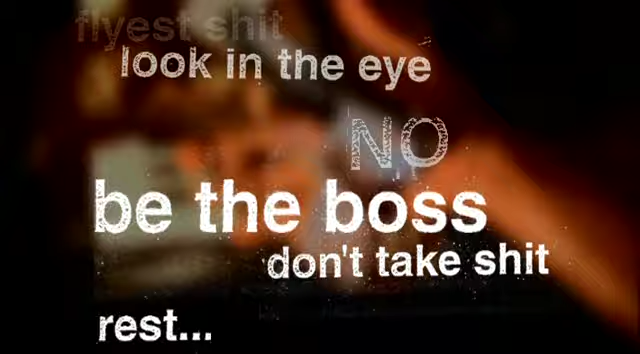 flyest shit
look in the eye
NO
be the boss
don't take shit
rest...